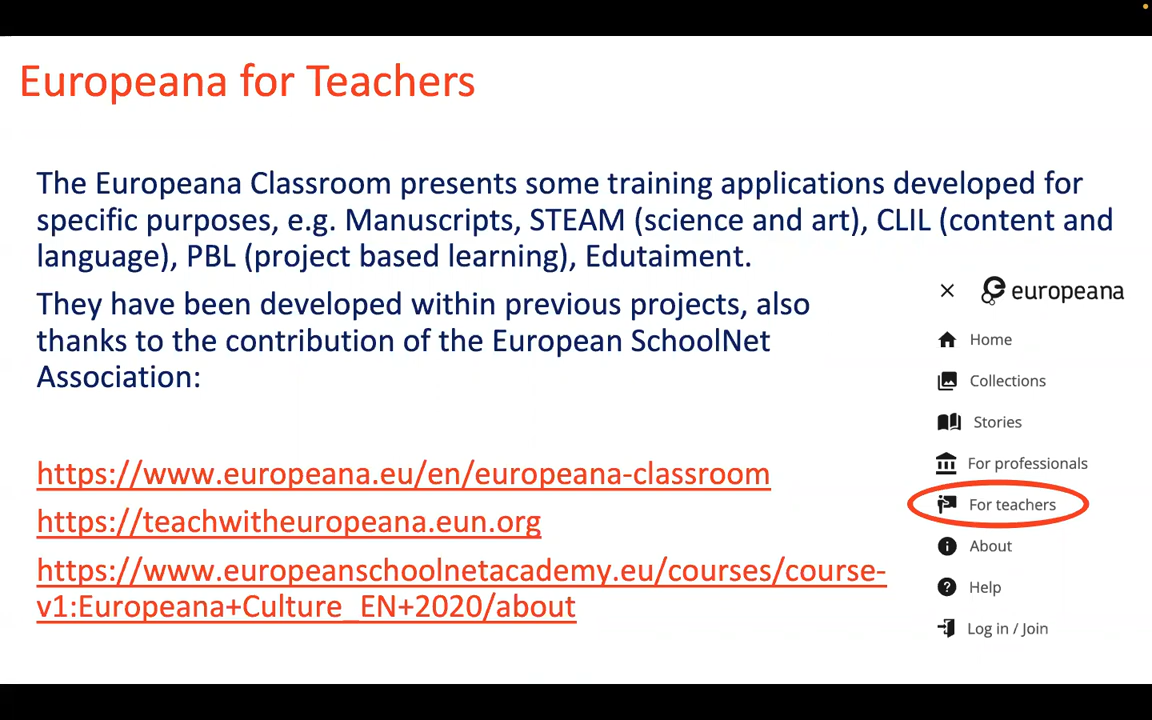 Europeana for Teachers
The Europeana Classroom presents some training applications developed for
specific purposes, e.g. Manuscripts, STEAM (science and art), CLIL (content and
language), PBL (project based learning), Edutaiment.
They have been developed within previous projects, also
thanks to the contribution of the European SchoolNet
Association:
https://www.europeana.eu/en/europeana-classroom
https://teachwitheuropeana.eun.org
https://www.europeanschoolnetacademy.eu/courses/course-
v1:Europeana+Culture_EN+2020/about
europeana
Home
Collections
Stories
For professionals
For teachers
About
Help
Log in / Join